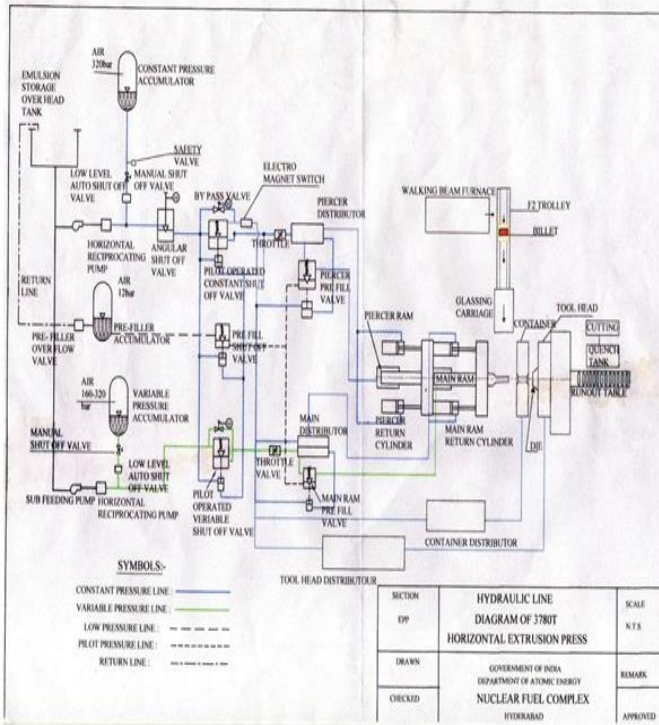 AIR
320bar
CONSTANT PRESSURE
ACCUMULATOR
EMULSION
STORAGE
OVER HEAD
TANK
SAFETY
VALVE
LOW LEVEL
AUTO SHUT OFF
VALVE
MANUAL SHUT
OFF VALVE
BY PASS VALVE
ELECTRO
MAGNET SWITCH
PIERCER
DISTRIBUTOR
WALKING BEAM FURNACE
F2 TROLLEY
BILLET
HORIZONTAL
RECIPROCATING
PUMP
ANGULAR
SHUT OFF
VALVE
PILOT OPERATED
CONSTANT SHUT
OFF VALVE
THROTTLE
PIERCER
PRE FILL
VALVE
GLASSING
CARRIAGE
TOOL HEAD
CONTAINER
CUTTING
QUENCH
TANK
RUNOUT TABLE
RETURN
LINE
AIR
12bar
PRE-FILLER
ACCUMULATOR
PRE- FILLER
OVER FLOW
VALVE
PRE FILL
SHUT OFF
VALVE
PIERCER RAM
MAIN RAM
AIR
160-320
bar
VARIABLE
PRESSURE
ACCUMULATOR
MANUAL
SHUT OFF VALVE
LOW LEVEL
AUTO SHUT
OFF VALVE
MAIN
DISTRIBUTOR
PIERCER
RETURN
CYLINDER
MAIN RAM
RETURN CYLINDER
DIE
THROTTLE
VALVE
SUB FEEDING PUMP
HORIZONTAL
RECIPROCATING PUMP
PILOT
OPERATED
VERIABLE
SHUT OFF VALVE
MAIN RAM
PRE FILL
VALVE
CONTAINER DISTRIBUTOR
TOOL HEAD DISTRIBUTOUR
SYMBOLS:-
CONSTANT PRESSURE LINE :
VARIABLE PRESSURE LINE :
LOW PRESSURE LINE :
PILOT PRESSURE LINE :
RETURN LINE :
SECTION
EPP
HYDRAULIC LINE
DIAGRAM OF 3780T
HORIZONTAL EXTRUSION PRESS
SCALE
N.T.S
DRAWN
GOVERNMENT OF INDIA
DEPARTMENT OF ATOMIC ENERGY
REMARK
CHECKED
NUCLEAR FUEL COMPLEX
HYDERABAD
APPROVED